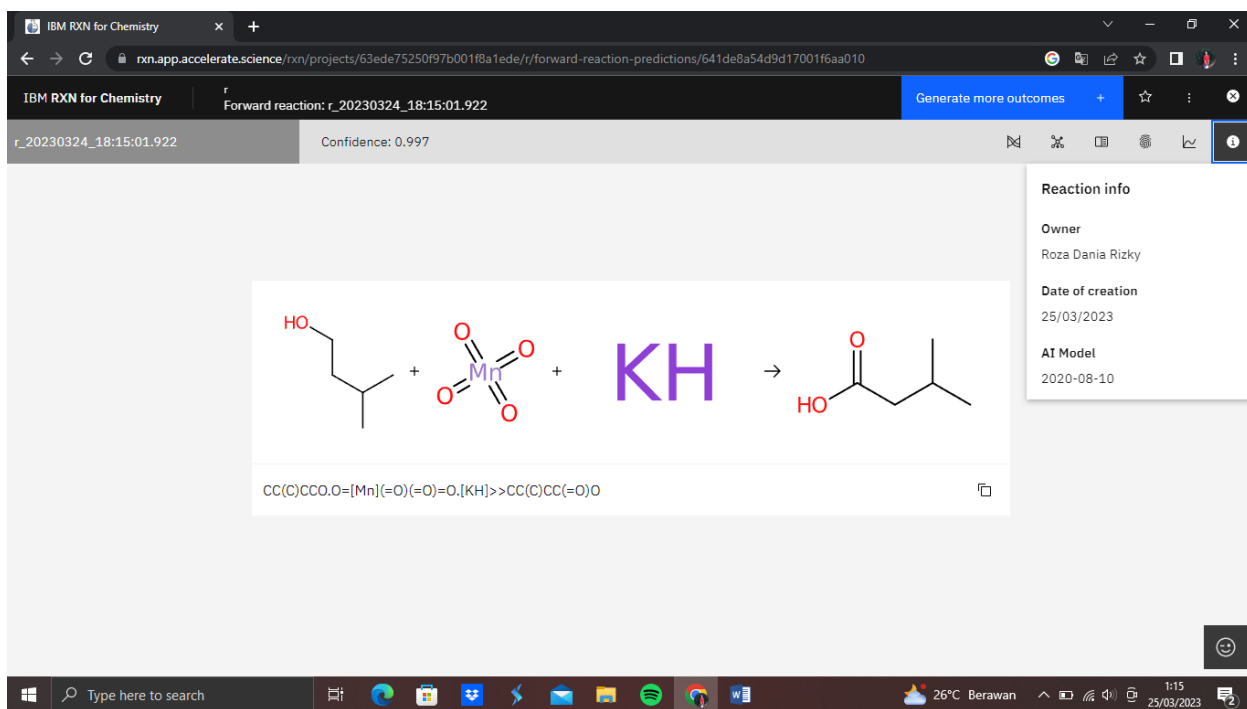 IBM RXN for Chemistry
rxn.app.accelerate.science/rxn/projects/63ede75250f97b001f8a1ede/r/forward-reaction-predictions/641de8a54d9d17001f6aa010
IBM RXN for Chemistry
r
Forward reaction: r_20230324_18:15:01.922
Generate more outcomes +
r_20230324_18:15:01.922
Confidence: 0.997
Reaction info
Owner
Roza Dania Rizky
Date of creation
25/03/2023
AI Model
2020-08-10
HO
+
O
O
Mn
O
O
+
KH
→
O
HO
CC(C)CCO.O=[Mn](=O)(=O)=O.[KH]>>CC(C)CC(=O)O
Type here to search
26°C Berawan
1:15
25/03/2023
2